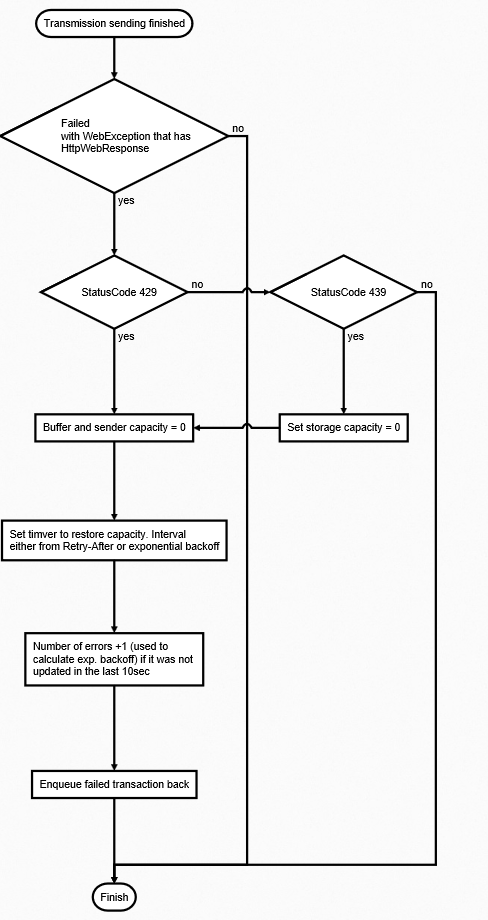 Transmission sending finished
Failed
with WebException that has
HttpWebResponse
no
yes
StatusCode 429
no
StatusCode 439
no
yes
yes
Buffer and sender capacity = 0
Set storage capacity = 0
Set timver to restore capacity. Interval
either from Retry-After or exponential backoff
Number of errors +1 (used to
calculate exp. backoff) if it was not
updated in the last 10sec
Enqueue failed transaction back
Finish